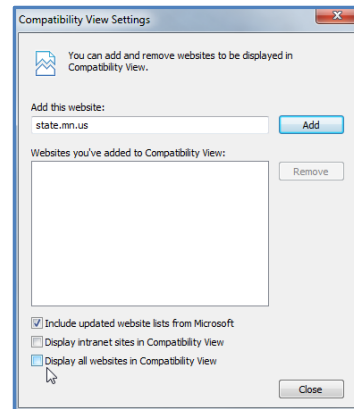 Compatibility View Settings
You can add and remove websites to be displayed in
Compatibility View.
Add this website:
state.mn.us
Add
Websites you've added to Compatibility View:
Remove
Include updated website lists from Microsoft
Display intranet sites in Compatibility View
Display all websites in Compatibility View
Close